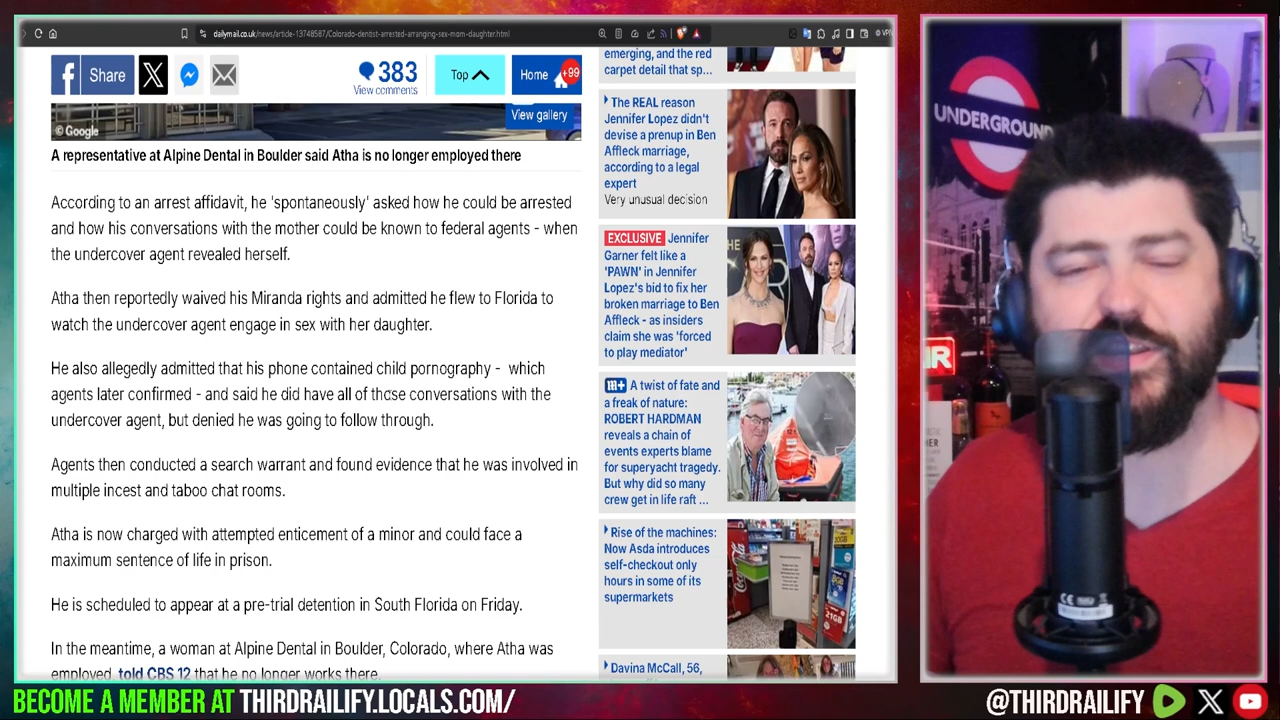 dailymail.co.uk/news/article-13748587/Colorado-dentist-arrested-arranging-sex-mom-daughter.html
Share
383
View comments
Top
Home
+99
© Google
View gallery
A representative at Alpine Dental in Boulder said Atha is no longer employed there
According to an arrest affidavit, he 'spontaneously' asked how he could be arrested
and how his conversations with the mother could be known to federal agents - when
the undercover agent revealed herself.
Atha then reportedly waived his Miranda rights and admitted he flew to Florida to
watch the undercover agent engage in sex with her daughter.
He also allegedly admitted that his phone contained child pornography - which
agents later confirmed - and said he did have all of those conversations with the
undercover agent, but denied he was going to follow through.
Agents then conducted a search warrant and found evidence that he was involved in
multiple incest and taboo chat rooms.
Atha is now charged with attempted enticement of a minor and could face a
maximum sentence of life in prison.
He is scheduled to appear at a pre-trial detention in South Florida on Friday.
In the meantime, a woman at Alpine Dental in Boulder, Colorado, where Atha was
employed, told CBS 12 that he no longer works there.
emerging, and the red
carpet detail that sp...
The REAL reason
Jennifer Lopez didn't
devise a prenup in Ben
Affleck marriage,
according to a legal
expert
Very unusual decision
EXCLUSIVE Jennifer
Garner felt like a
'PAWN' in Jennifer
Lopez's bid to fix her
broken marriage to Ben
Affleck - as insiders
claim she was 'forced
to play mediator'
m+ A twist of fate and
a freak of nature:
ROBERT HARDMAN
reveals a chain of
events experts blame
for superyacht tragedy.
But why did so many
crew get in life raft ...
Rise of the machines:
Now Asda introduces
self-checkout only
hours in some of its
supermarkets
Davina McCall, 56,
UNDERGROUND
BECOME A MEMBER AT THIRDRAILIFY.LOCALS.COM/
@THIRDRAILIFY